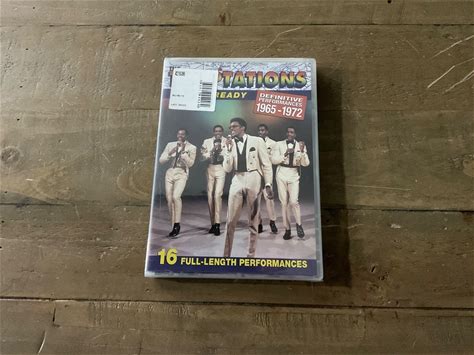 TATIONS
READY
DEFINITIVE
PERFORMANCES
1965-1972
16 FULL-LENGTH PERFORMANCES